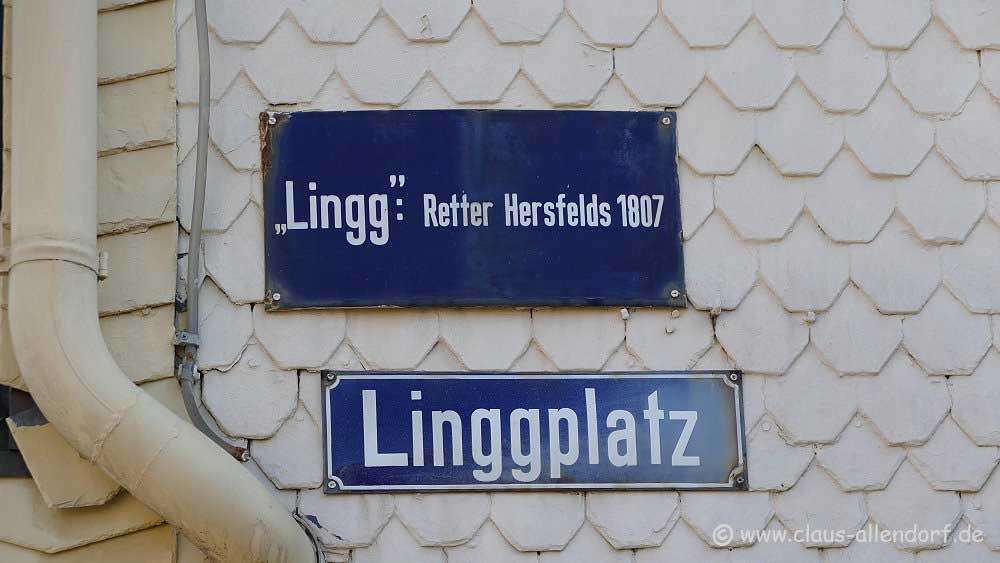 „Lingg”: Retter Hersfelds 1807
Linggplatz
© www.claus-allendorf.de